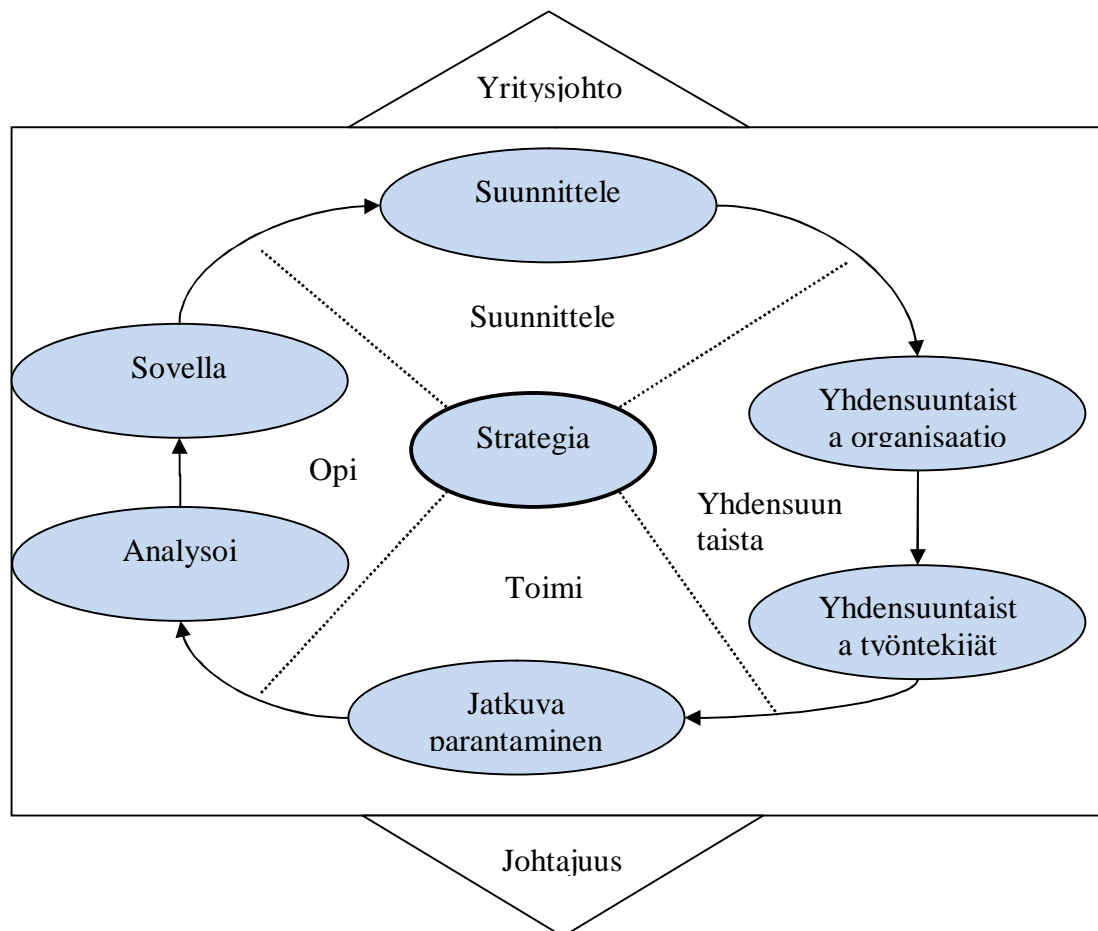 Yritysjohto
Suunnittele
Suunnittele
Sovella
Yhdensuuntaist
a organisaatio
Strategia
Opi
Yhdensuun
taista
Analysoi
Toimi
Yhdensuuntaist
a työntekijät
Jatkuva
parantaminen
Johtajuus